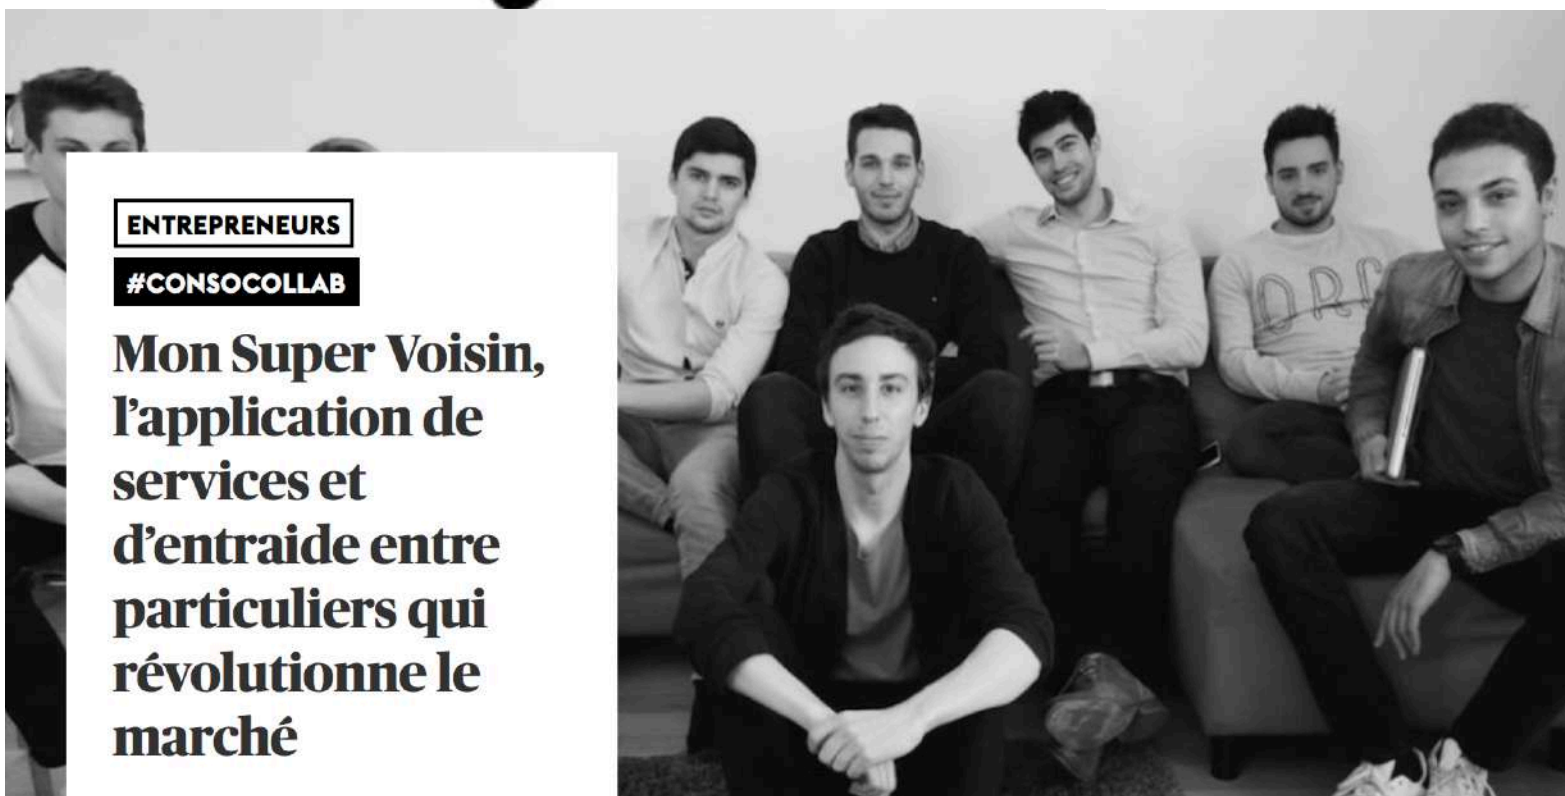 ENTREPRENEURS
#CONSOCOLLAB
Mon Super Voisin,
l’application de
services et
d’entraide entre
particuliers qui
révolutionne le
marché